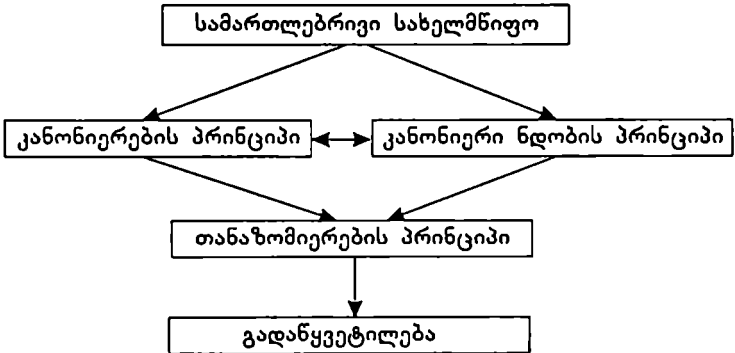 სამართლებრივი სახელმწიფო
კანონიერების პრინციპი
კანონიერი ნდობის პრინციპი
თანაზომიერების პრინციპი
გადაწყვეტილება